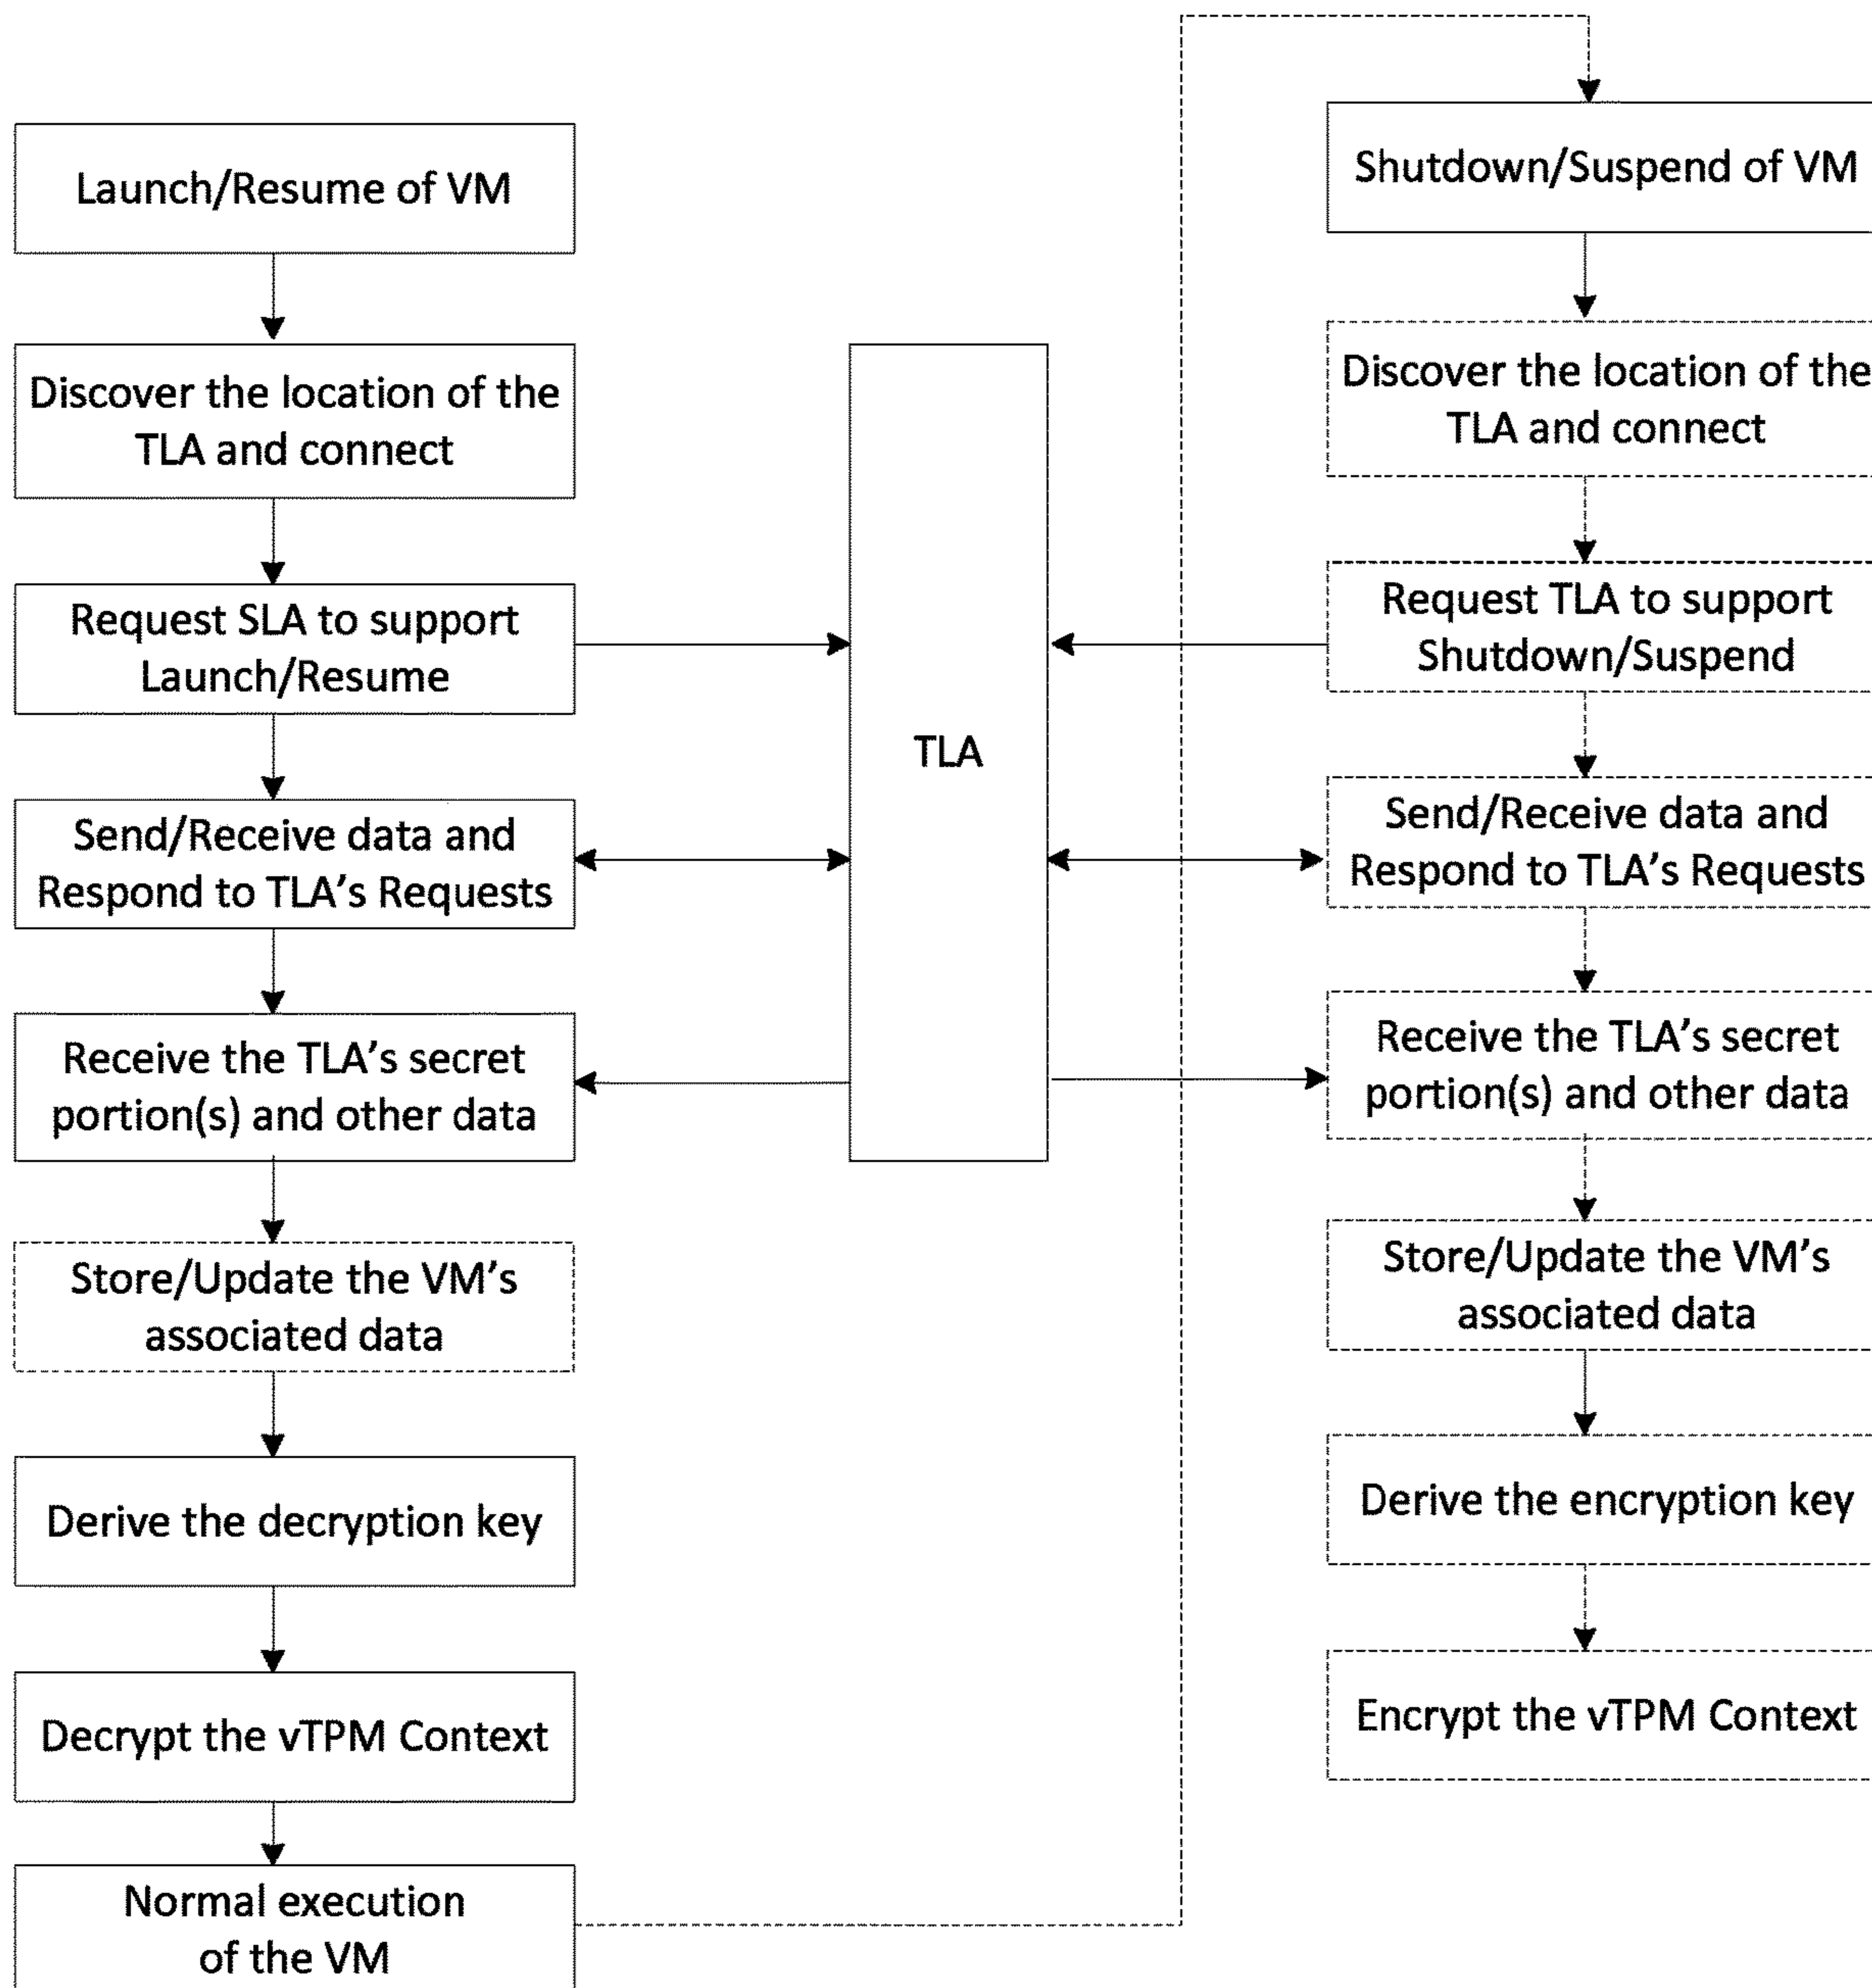 Launch/Resume of VM
Discover the location of the
TLA and connect
Request SLA to support
Launch/Resume
Send/Receive data and
Respond to TLA's Requests
Receive the TLA's secret
portion(s) and other data
Store/Update the VM's
associated data
Derive the decryption key
Decrypt the vTPM Context
Normal execution
of the VM
TLA
Shutdown/Suspend of VM
Discover the location of the
TLA and connect
Request TLA to support
Shutdown/Suspend
Send/Receive data and
Respond to TLA's Requests
Receive the TLA's secret
portion(s) and other data
Store/Update the VM's
associated data
Derive the encryption key
Encrypt the vTPM Context